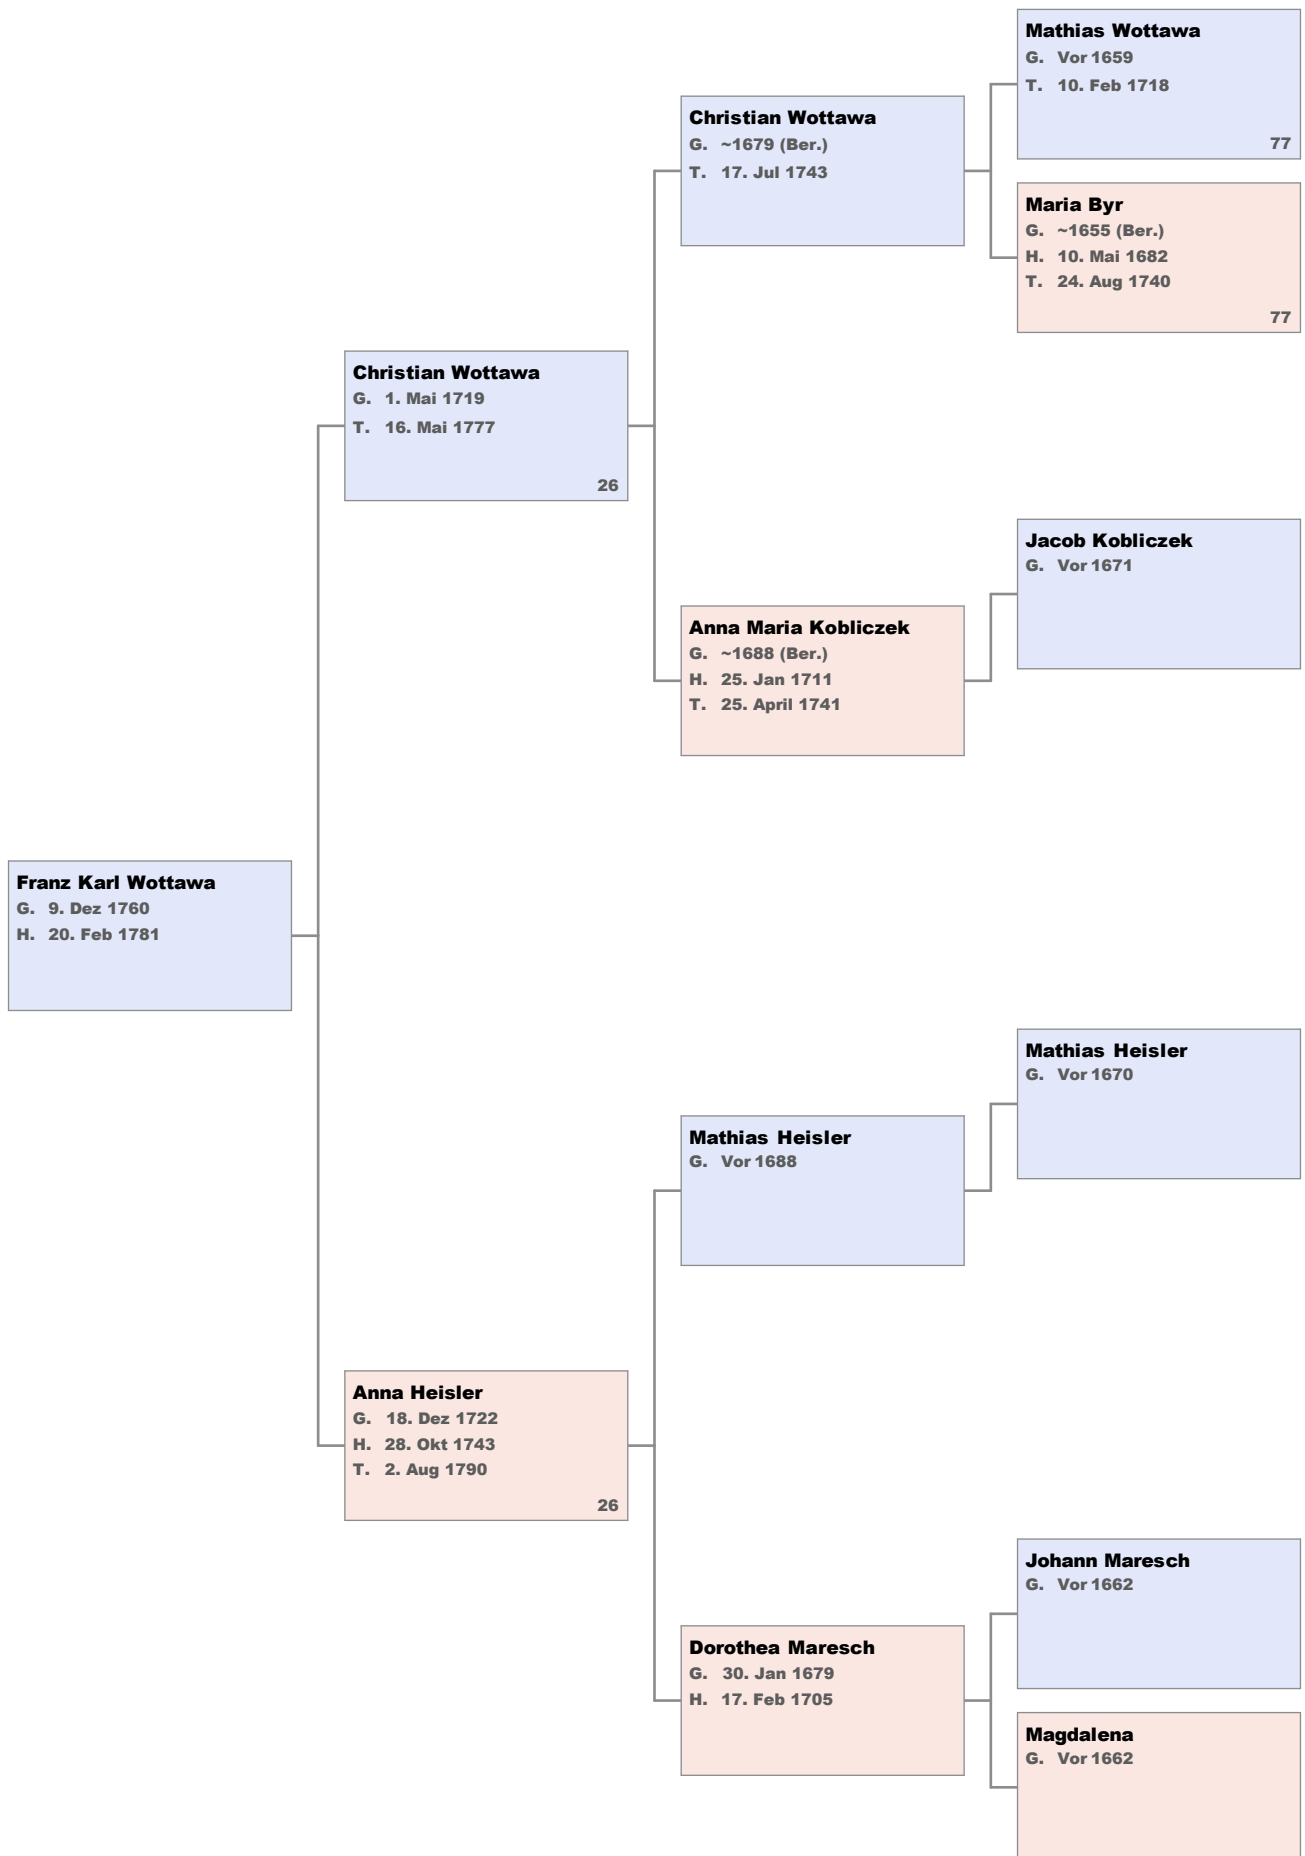 Mathias Wottawa
G. Vor 1659
T. 10. Feb 1718
77
Christian Wottawa
G. ~1679 (Ber.)
T. 17. Jul 1743
Maria Byr
G. ~1655 (Ber.)
H. 10. Mai 1682
T. 24. Aug 1740
77
Christian Wottawa
G. 1. Mai 1719
T. 16. Mai 1777
26
Jacob Kobliczek
G. Vor 1671
Anna Maria Kobliczek
G. ~1688 (Ber.)
H. 25. Jan 1711
T. 25. April 1741
Franz Karl Wottawa
G. 9. Dez 1760
H. 20. Feb 1781
Mathias Heisler
G. Vor 1670
Mathias Heisler
G. Vor 1688
Anna Heisler
G. 18. Dez 1722
H. 28. Okt 1743
T. 2. Aug 1790
26
Johann Maresch
G. Vor 1662
Dorothea Maresch
G. 30. Jan 1679
H. 17. Feb 1705
Magdalena
G. Vor 1662